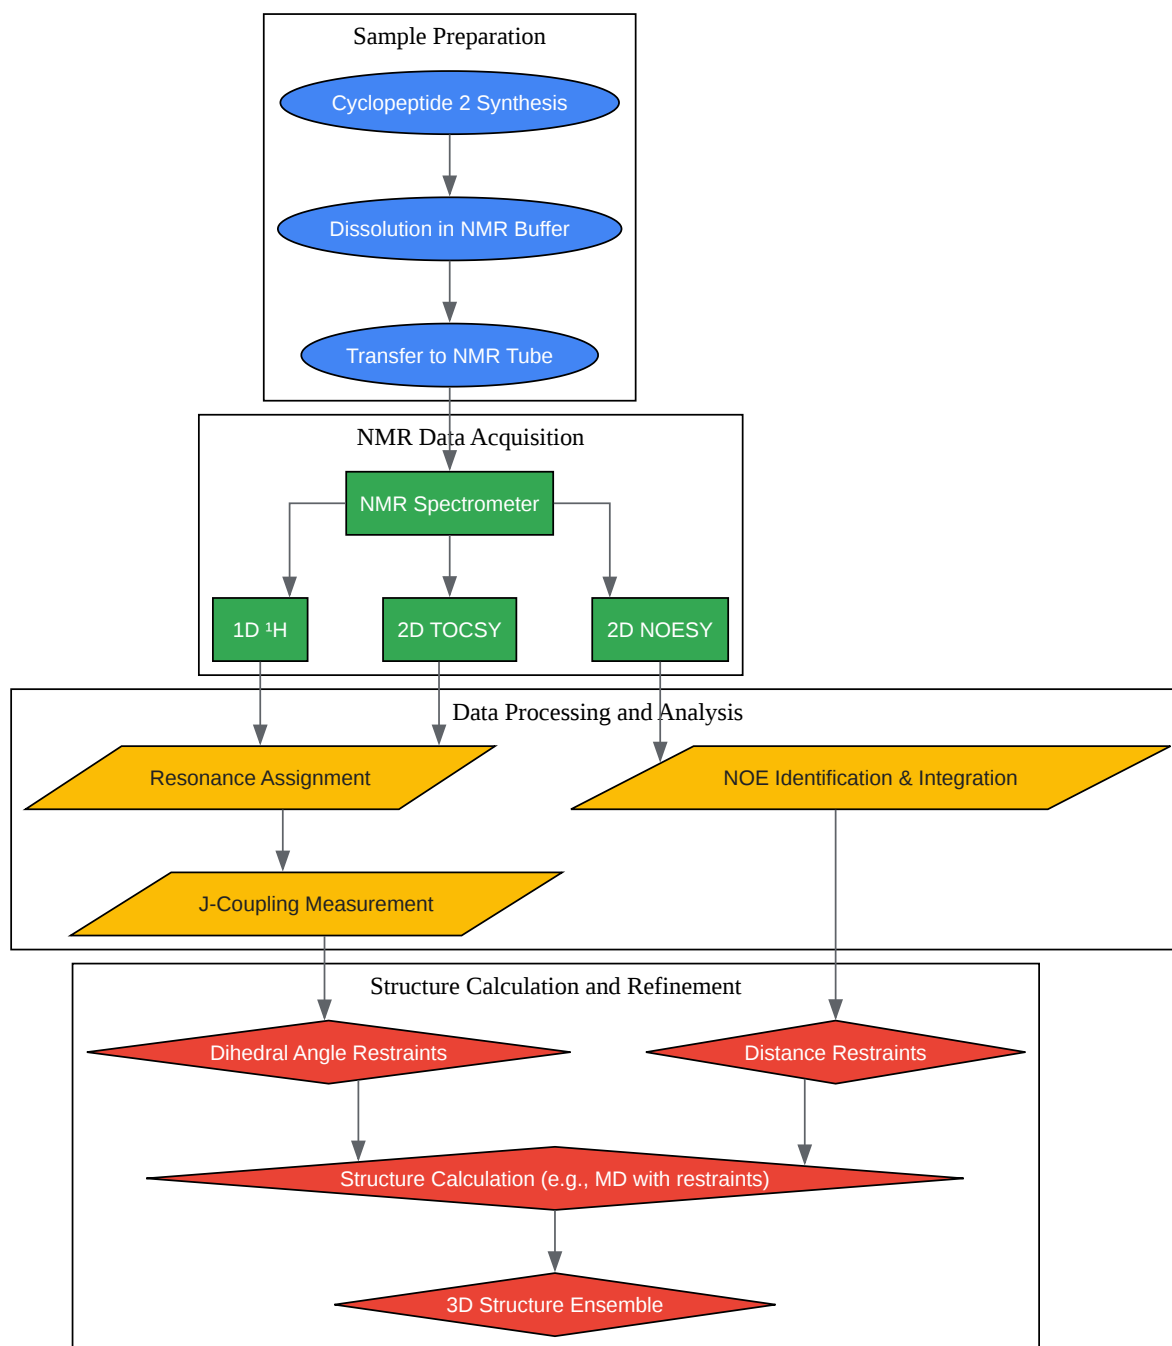 Sample Preparation
Cyclopeptide 2 Synthesis
Dissolution in NMR Buffer
Transfer to NMR Tube
NMR Data Acquisition
NMR Spectrometer
1D ¹H
2D TOCSY
2D NOESY
Data Processing and Analysis
Resonance Assignment
NOE Identification & Integration
J-Coupling Measurement
Structure Calculation and Refinement
Dihedral Angle Restraints
Distance Restraints
Structure Calculation (e.g., MD with restraints)
3D Structure Ensemble